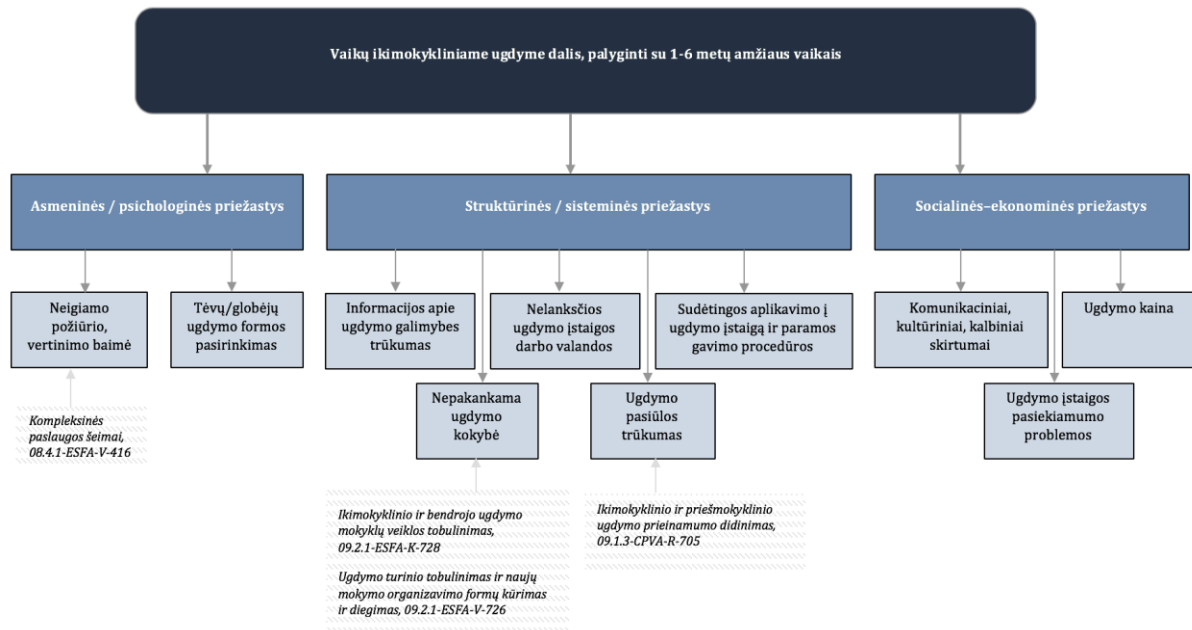 Vaikų ikimokykliniame ugdyme dalis, palyginti su 1-6 metų amžiaus vaikais
Asmeninės / psichologinės priežastys
Struktūrinės / sisteminės priežastys
Socialinės–ekonominės priežastys
Neigiamo
požiūrio,
vertinimo baimė
Tėvų/globėjų
ugdymo formos
pasirinkimas
Informacijos apie
ugdymo galimybes
trūkumas
Nelanksčios
ugdymo įstaigos
darbo valandos
Sudėtingos aplikavimo į
ugdymo įstaigą ir paramos
gavimo procedūros
Komunikaciniai,
kultūriniai, kalbiniai
skirtumai
Ugdymo kaina
Nepakankama
ugdymo
kokybė
Ugdymo
pasiūlos
trūkumas
Ugdymo įstaigos
pasiekiamumo
problemos
Kompleksinės
paslaugos šeimai,
08.4.1-ESFA-V-416
Ikimokyklinio ir bendrojo ugdymo
mokyklų veiklos tobulinimas,
09.2.1-ESFA-K-728
Ugdymo turinio tobulinimas ir naujų
mokymo organizavimo formų kūrimas
ir diegimas, 09.2.1-ESFA-V-726
Ikimokyklinio ir priešmokyklinio
ugdymo prieinamumo didinimas,
09.1.3-CPVA-R-705